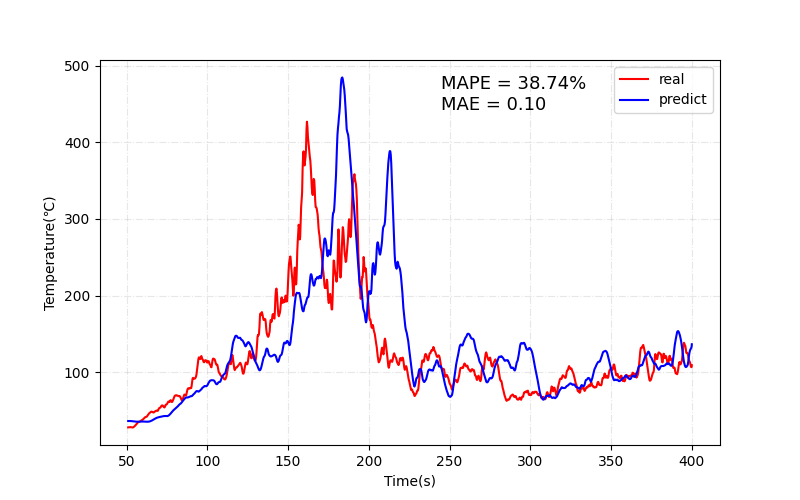 MAPE = 38.74%
MAE = 0.10
real
predict
Temperature(℃)
500
400
300
200
100
50 100 150 200 250 300 350 400
Time(s)